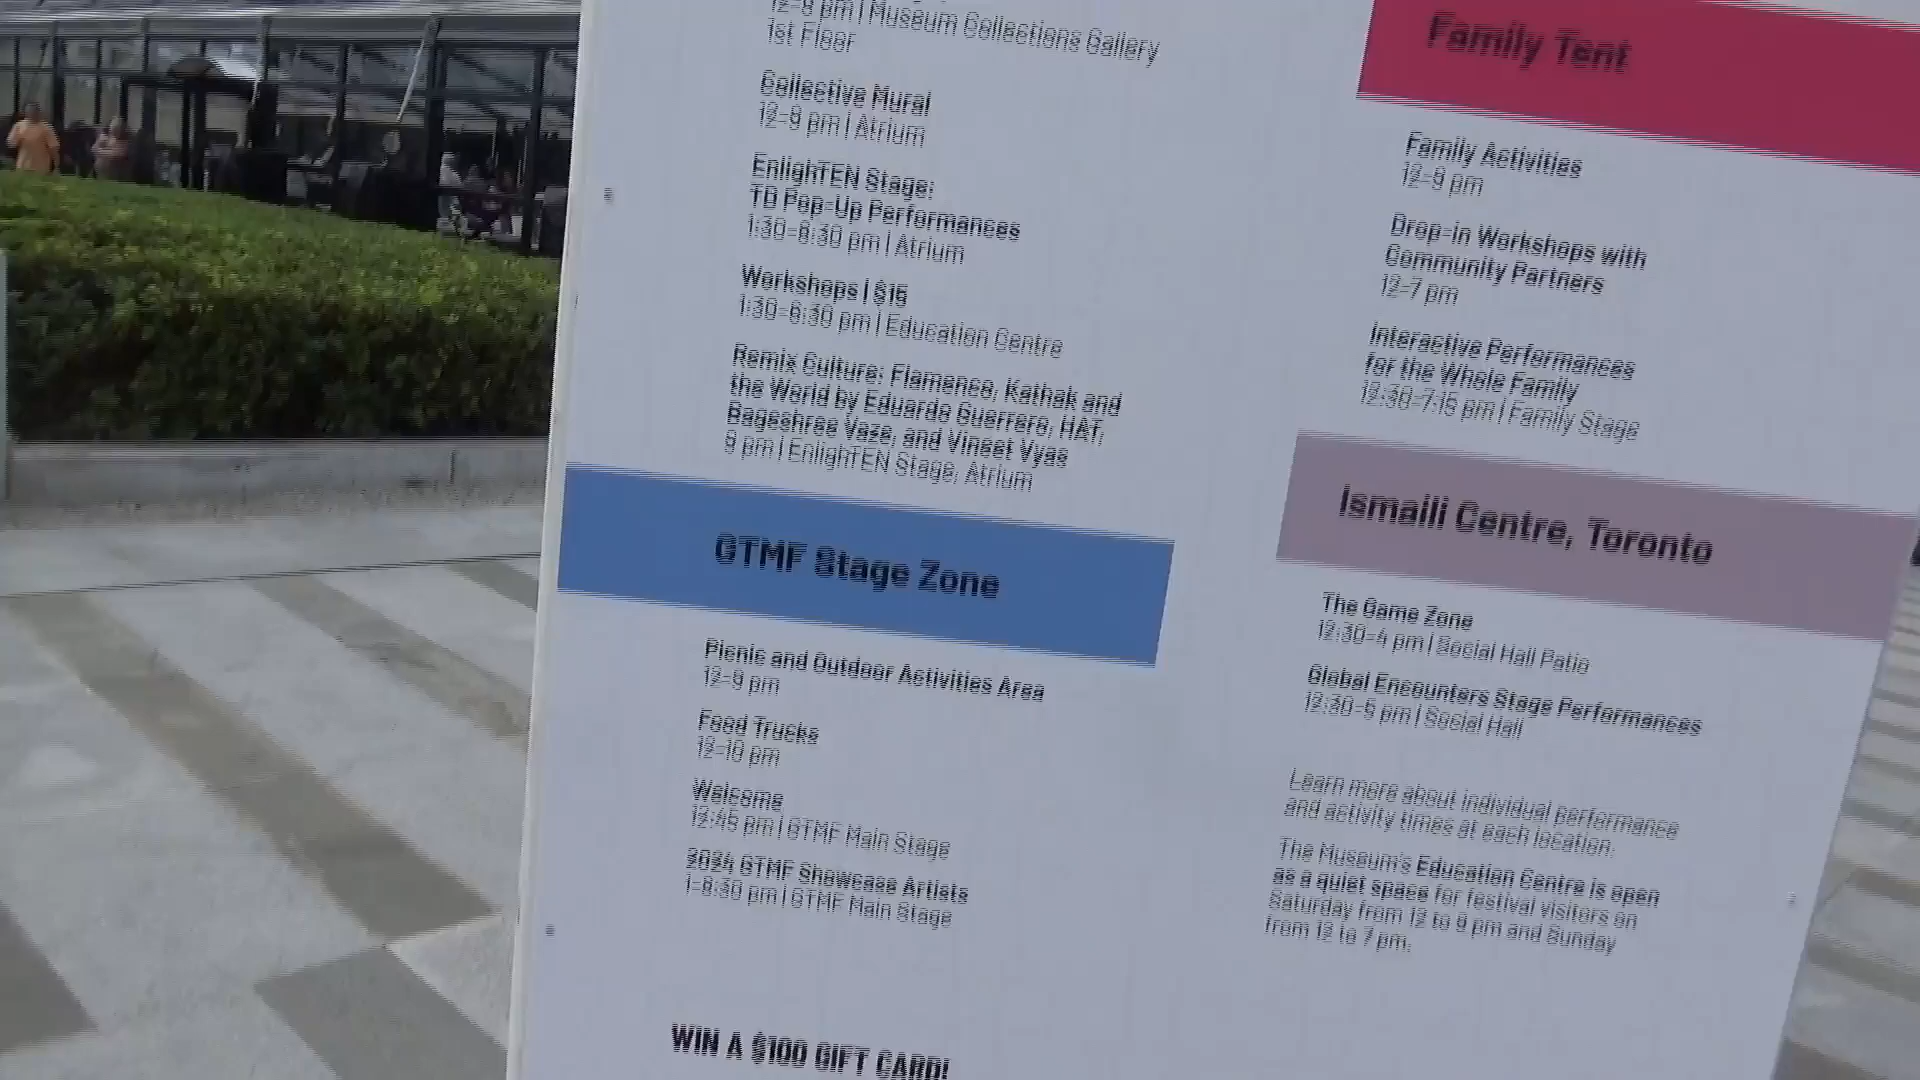 12-9 pm | Museum Collections Gallery
1st Floor
Collective Mural
12-9 pm | Atrium
EnlighTEN Stage:
TD Pop-Up Performances
1:30-8:30 pm | Atrium
Workshops | $15
1:30-6:30 pm | Education Centre
Remix Culture: Flamenco, Kathak and
the World by Eduardo Guerrero, HAT,
Bageshree Vaze, and Vineet Vyas
9 pm | EnlighTEN Stage, Atrium
GTMF Stage Zone
Picnic and Outdoor Activities Area
12-9 pm
Food Trucks
12-10 pm
Welcome
12:45 pm | GTMF Main Stage
2024 GTMF Showcase Artists
1-8:30 pm | GTMF Main Stage
WIN A $100 GIFT CARD!
Family Tent
Family Activities
12-9 pm
Drop-in Workshops with
Community Partners
12-7 pm
Interactive Performances
for the Whole Family
12:30-7:15 pm | Family Stage
Ismaili Centre, Toronto
The Game Zone
12:30-4 pm | Social Hall Patio
Global Encounters Stage Performances
12:30-5 pm | Social Hall
Learn more about individual performance
and activity times at each location.
The Museum's Education Centre is open
as a quiet space for festival visitors on
Saturday from 12 to 9 pm and Sunday
from 12 to 7 pm.